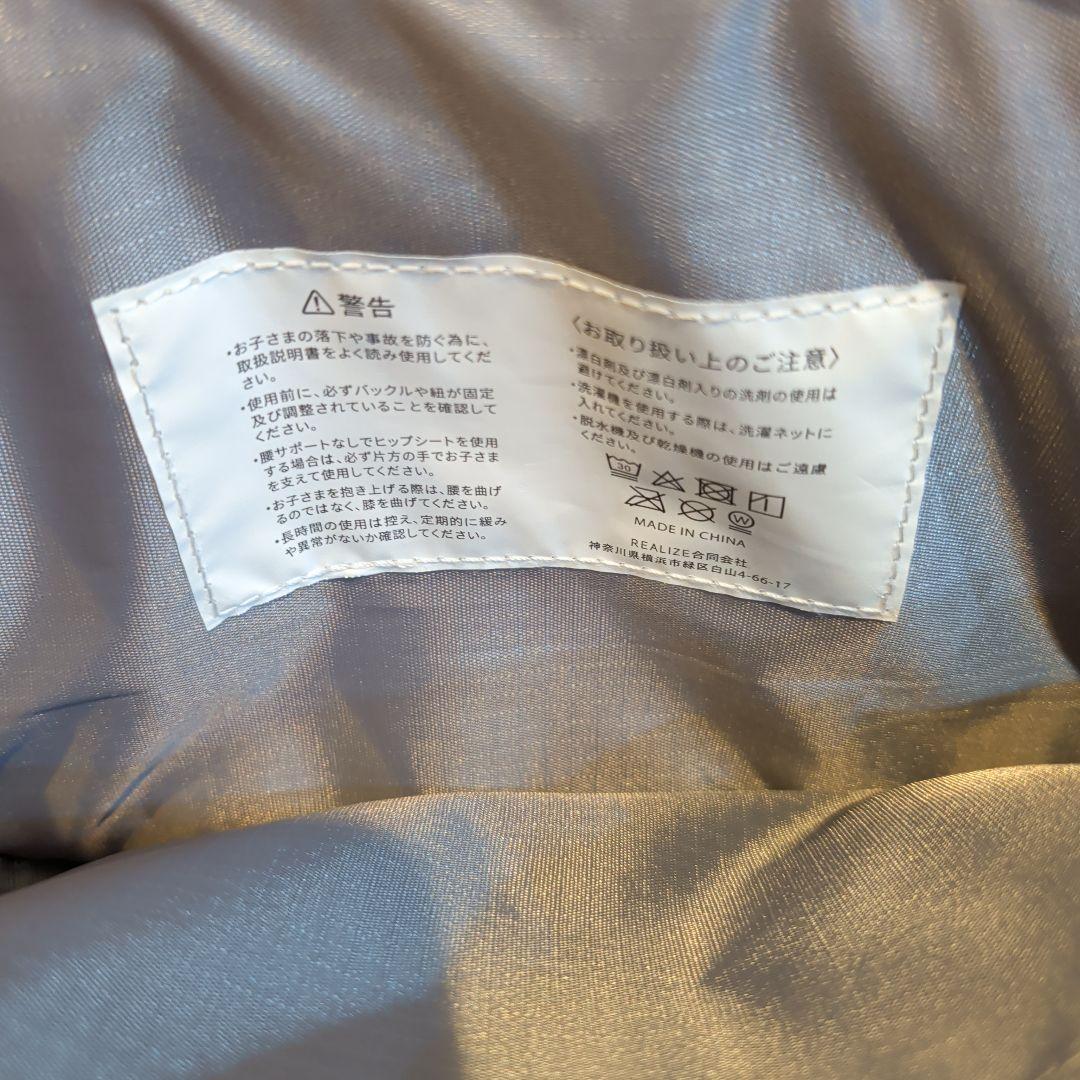 ⚠警告
・お子さまの落下や事故を防ぐ為に、
取扱説明書をよく読み使用してくだ
さい。
・使用前に、必ずバックルや紐が固定
及び調整されていることを確認して
ください。
・腰サポートなしでヒップシートを使用
する場合は、必ず片方の手でお子さま
を支えて使用してください。
・お子さまを抱き上げる際は、腰を曲げ
るのではなく、膝を曲げてください。
・長時間の使用は控え、定期的に緩み
や異常がないか確認してください。
〈お取り扱い上のご注意〉
・漂白剤及び漂白剤入りの洗剤の使用は
避けてください。
・洗濯機を使用する際は、洗濯ネットに
入れてください。
・脱水機及び乾燥機の使用はご遠慮
ください。
30
W
MADE IN CHINA
REALIZE合同会社
神奈川県横浜市緑区白山4-66-17